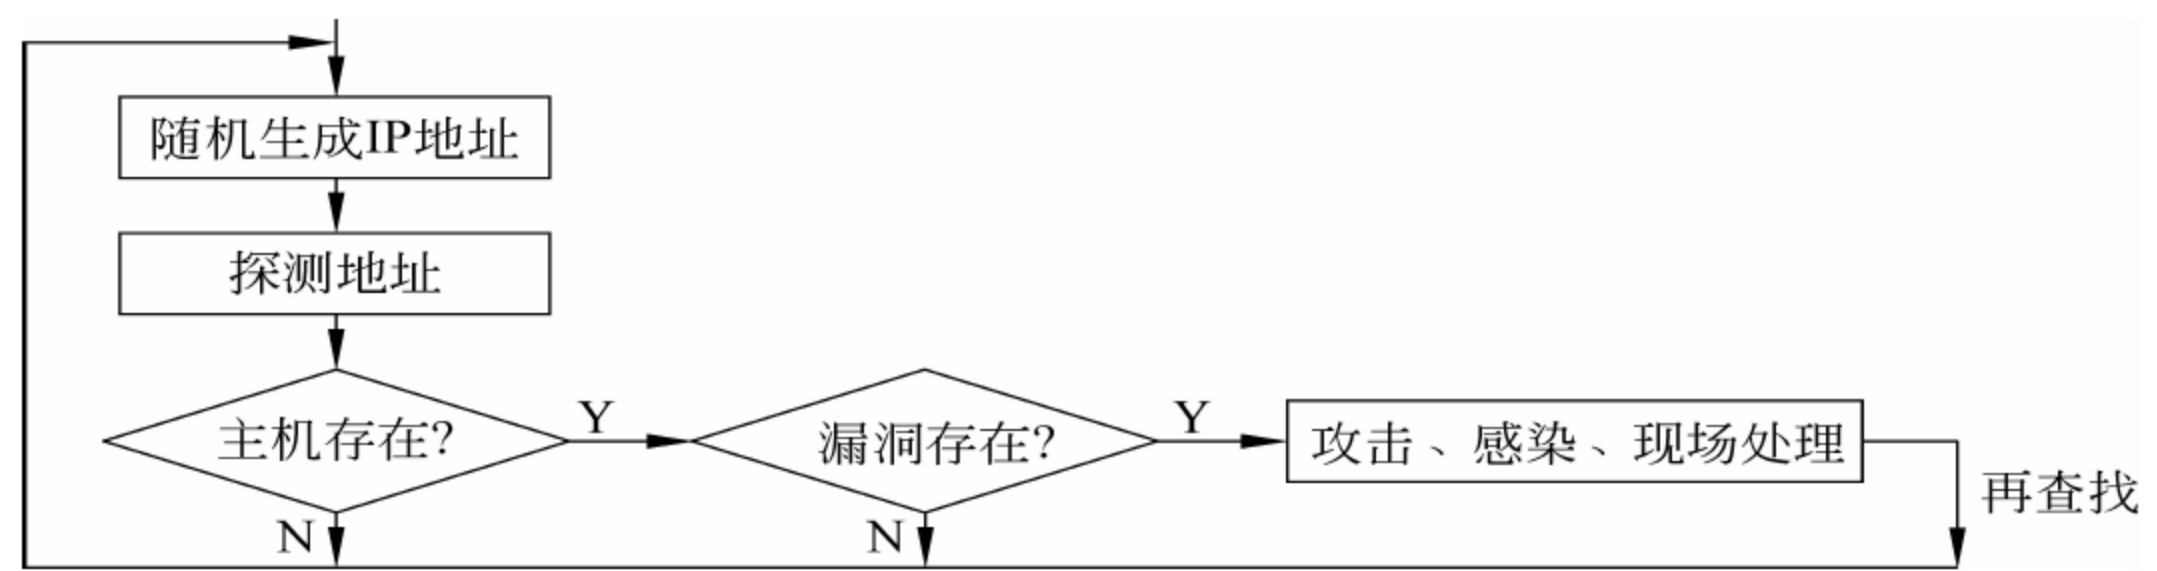 随机生成IP地址
探测地址
主机存在?
Y
漏洞存在?
Y
攻击、感染、现场处理
再查找
N
N